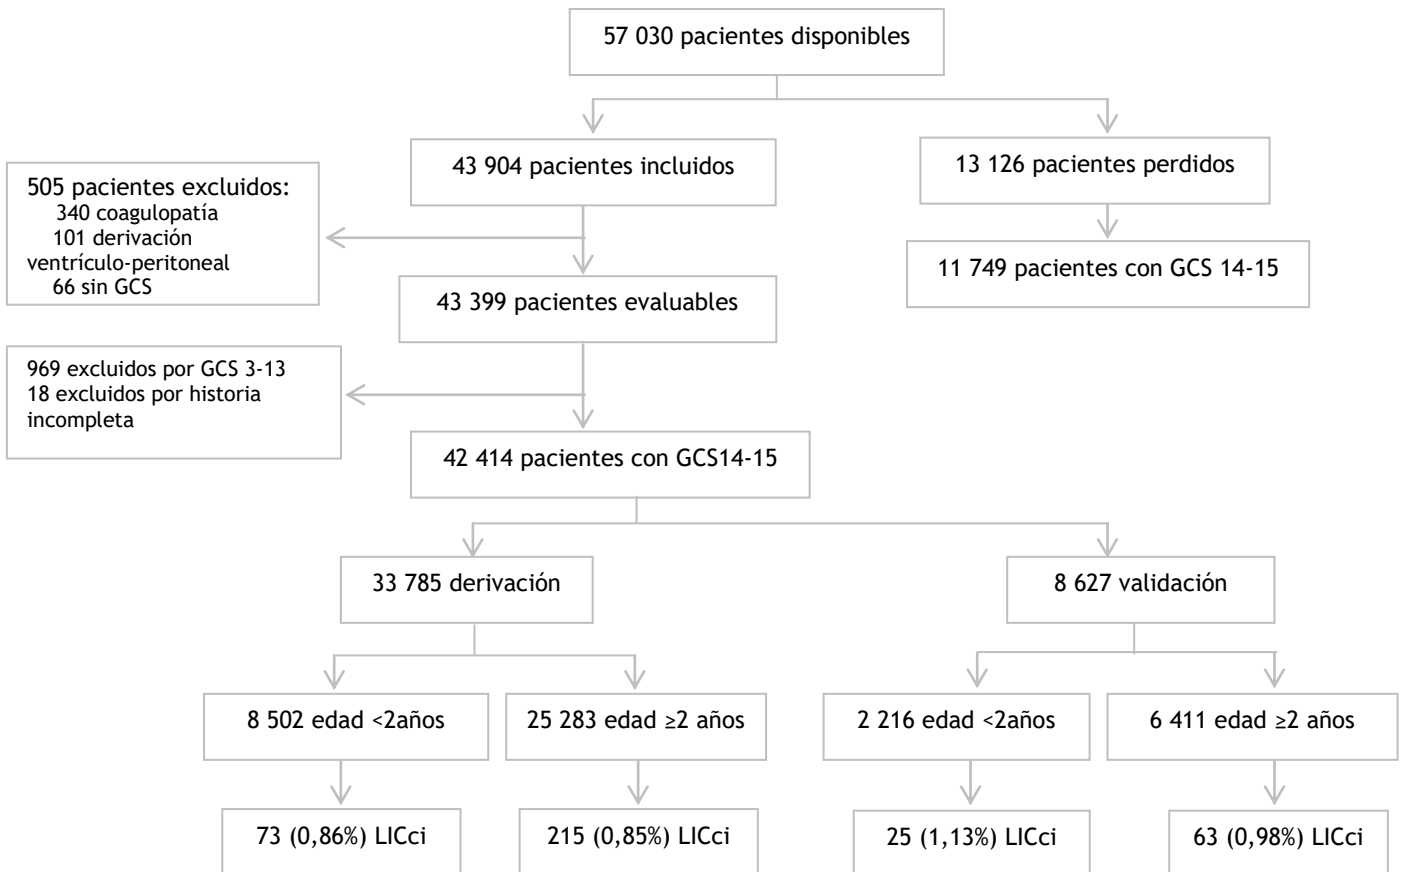 57 030 pacientes disponibles
43 904 pacientes incluidos
13 126 pacientes perdidos
505 pacientes excluidos:
340 coagulopatía
101 derivación
ventrículo-peritoneal
66 sin GCS
11 749 pacientes con GCS 14-15
43 399 pacientes evaluables
969 excluidos por GCS 3-13
18 excluidos por historia
incompleta
42 414 pacientes con GCS14-15
33 785 derivación
8 627 validación
8 502 edad <2años
25 283 edad ≥2 años
2 216 edad <2años
6 411 edad ≥2 años
73 (0,86%) LICci
215 (0,85%) LICci
25 (1,13%) LICci
63 (0,98%) LICci